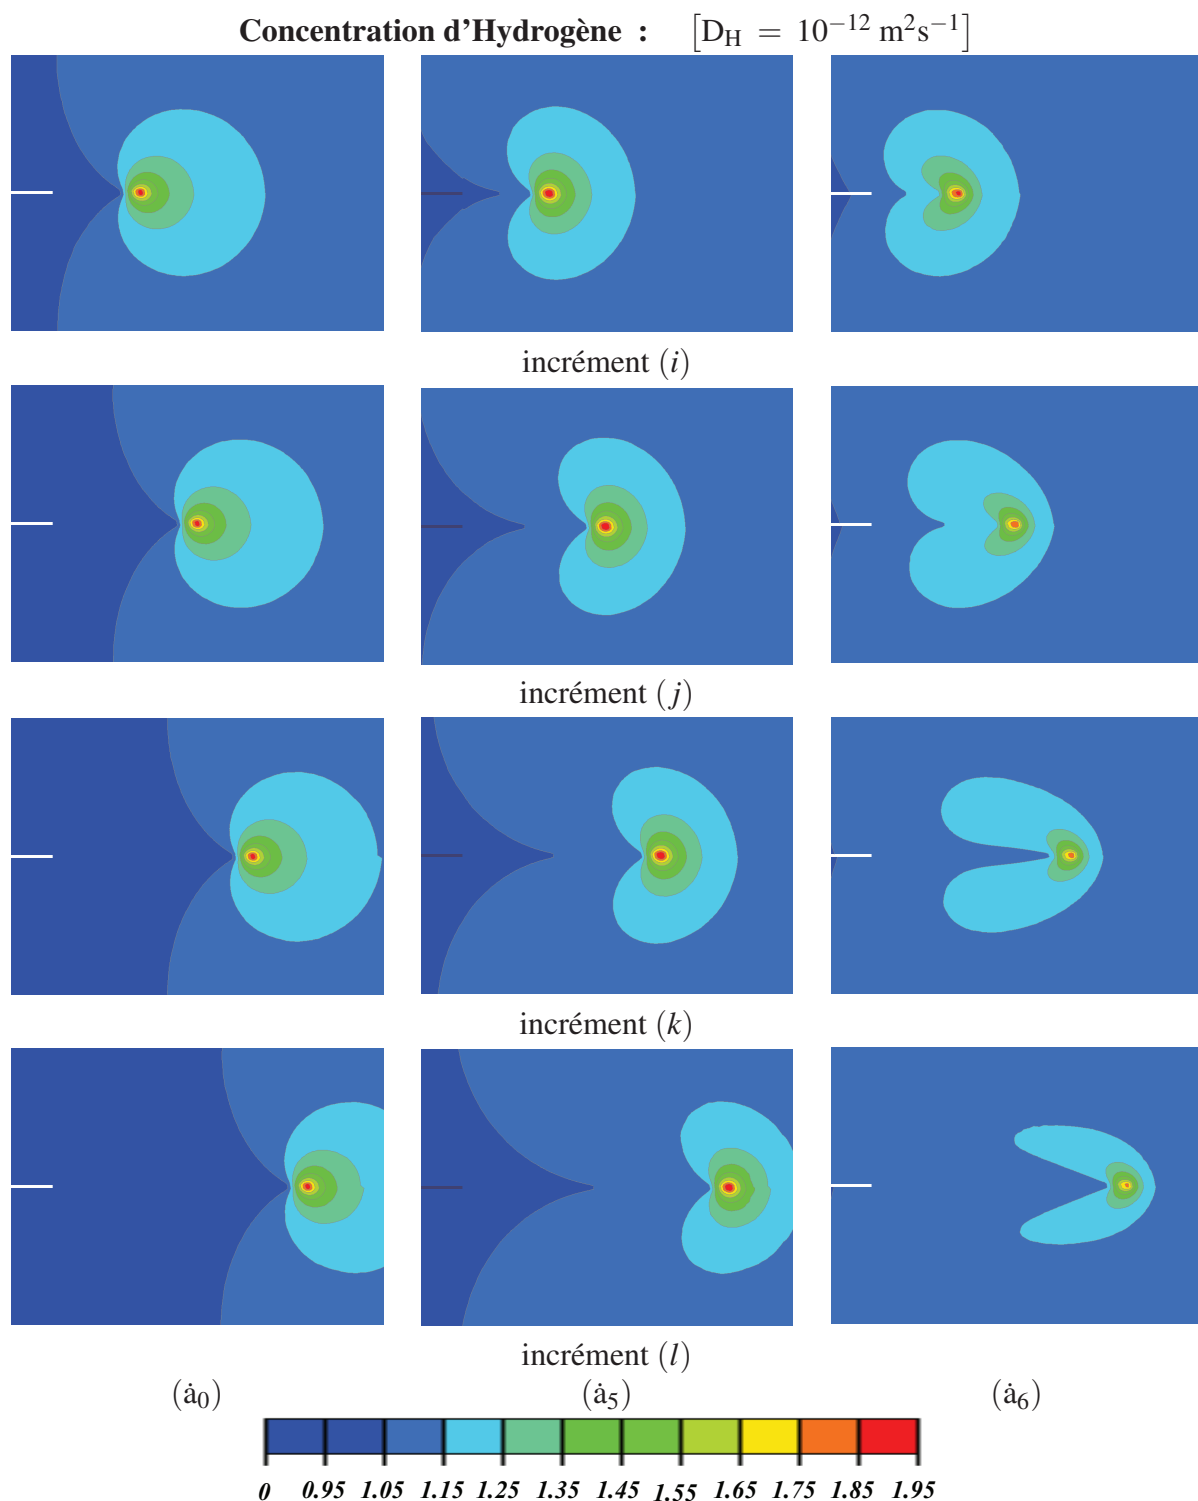 Concentration d'Hydrogène : [D_H = 10^−12 m²s^−1]
incrément (i)
incrément (j)
incrément (k)
incrément (l)
(ȧ₀) (ȧ₅) (ȧ₆)
0 0.95 1.05 1.15 1.25 1.35 1.45 1.55 1.65 1.75 1.85 1.95